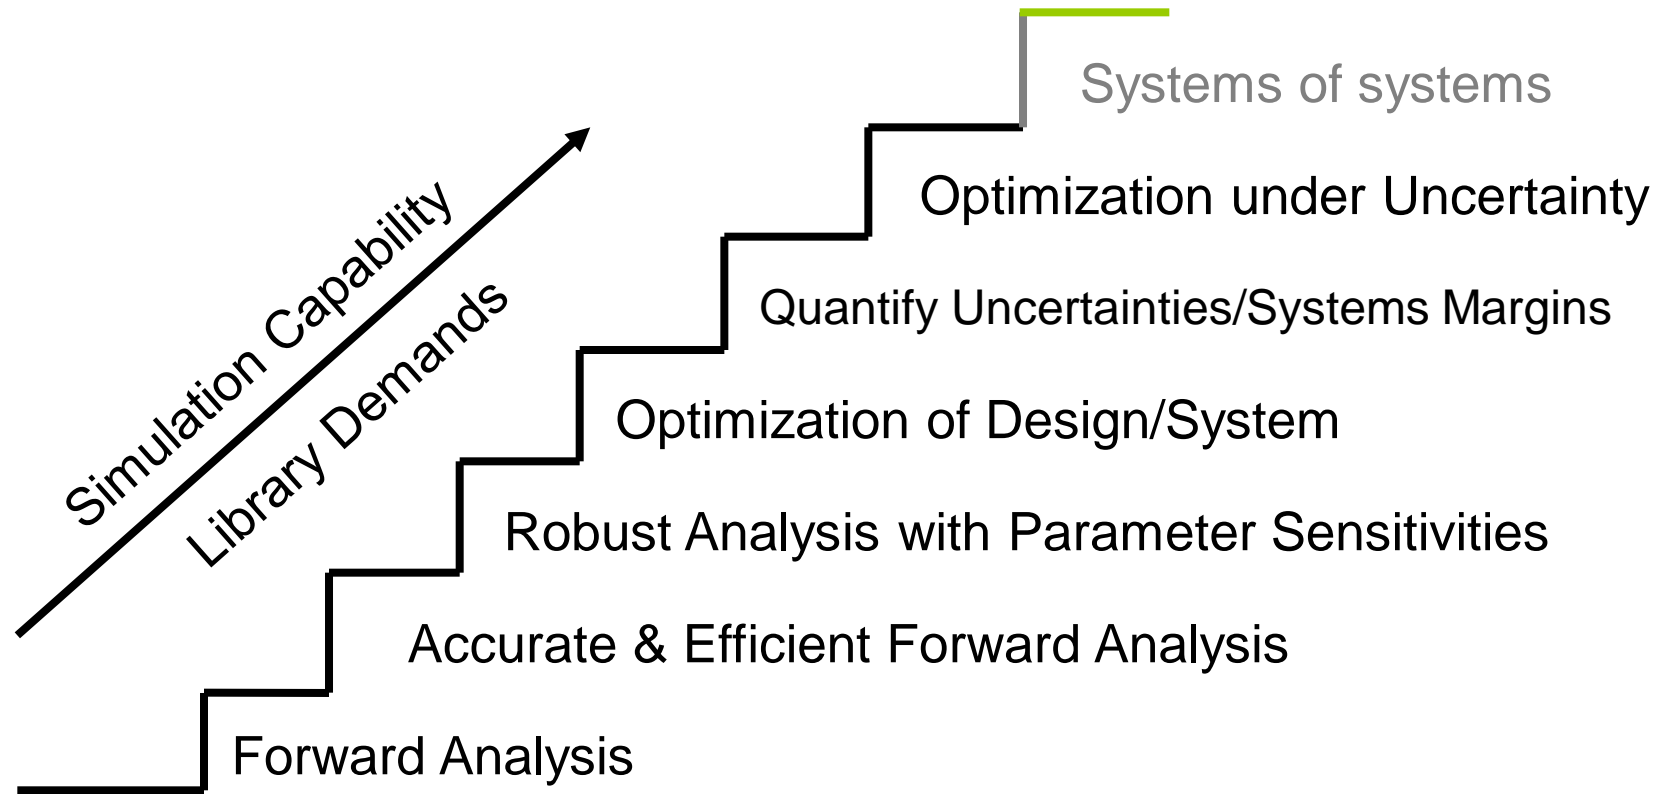 Systems of systems
Optimization under Uncertainty
Quantify Uncertainties/Systems Margins
Optimization of Design/System
Robust Analysis with Parameter Sensitivities
Accurate & Efficient Forward Analysis
Forward Analysis
Simulation Capability
Library Demands